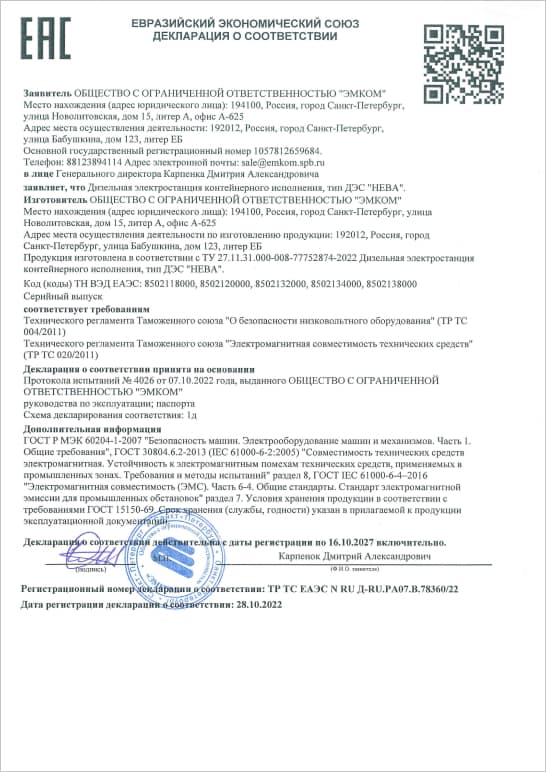 ЕАС
ЕВРАЗИЙСКИЙ ЭКОНОМИЧЕСКИЙ СОЮЗ
ДЕКЛАРАЦИЯ О СООТВЕТСТВИИ
Заявитель ОБЩЕСТВО С ОГРАНИЧЕННОЙ ОТВЕТСТВЕННОСТЬЮ "ЭМКОМ"
Место нахождения (адрес юридического лица): 194100, Россия, город Санкт-Петербург,
улица Новолитовская, дом 15, литер А, офис А-625
Адрес места осуществления деятельности: 192012, Россия, город Санкт-Петербург,
улица Бабушкина, дом 123, литер ЕБ
Основной государственный регистрационный номер 1057812659684.
Телефон: 88123894114 Адрес электронной почты: sale@emkom.spb.ru
в лице Генерального директора Карпенка Дмитрия Александровича
заявляет, что Дизельная электростанция контейнерного исполнения, тип ДЭС "НЕВА".
Изготовитель ОБЩЕСТВО С ОГРАНИЧЕННОЙ ОТВЕТСТВЕННОСТЬЮ "ЭМКОМ"
Место нахождения (адрес юридического лица): 194100, Россия, город Санкт-Петербург, улица
Новолитовская, дом 15, литер А, офис А-625
Адрес места осуществления деятельности по изготовлению продукции: 192012, Россия, город
Санкт-Петербург, улица Бабушкина, дом 123, литер ЕБ
Продукция изготовлена в соответствии с ТУ 27.11.31.000-008-77752874-2022 Дизельная электростанция
контейнерного исполнения, тип ДЭС "НЕВА".
Код (коды) ТН ВЭД ЕАЭС: 8502118000, 8502120000, 8502132000, 8502134000, 8502138000
Серийный выпуск
соответствует требованиям
Технического регламента Таможенного союза "О безопасности низковольтного оборудования" (ТР ТС
004/2011)
Технического регламента Таможенного союза "Электромагнитная совместимость технических средств"
(ТР ТС 020/2011)
Декларация о соответствии принята на основании
Протокола испытаний № 4026 от 07.10.2022 года, выданного ОБЩЕСТВО С ОГРАНИЧЕННОЙ
ОТВЕТСТВЕННОСТЬЮ "ЭМКОМ"
руководства по эксплуатации; паспорта
Схема декларирования соответствия: 1д
Дополнительная информация
ГОСТ Р МЭК 60204-1-2007 "Безопасность машин. Электрооборудование машин и механизмов. Часть 1.
Общие требования", ГОСТ 30804.6.2-2013 (IEC 61000-6-2:2005) "Совместимость технических средств
электромагнитная. Устойчивость к электромагнитным помехам технических средств, применяемых в
промышленных зонах. Требования и методы испытаний" раздел 8, ГОСТ IEC 61000-6-4–2016
"Электромагнитная совместимость (ЭМС). Часть 6-4. Общие стандарты. Стандарт электромагнитной
эмиссии для промышленных обстановок" раздел 7. Условия хранения продукции в соответствии с
требованиями ГОСТ 15150-69. Срок хранения (службы, годности) указан в прилагаемой к продукции
эксплуатационной документации.
Декларация о соответствии действительна с даты регистрации по 16.10.2027 включительно.
М.П.
Карпенок Дмитрий Александрович
(подпись)
(Ф.И.О. заявителя)
Регистрационный номер декларации о соответствии: ТР ТС ЕАЭС N RU Д-RU.РА07.В.78360/22
Дата регистрации декларации о соответствии: 28.10.2022